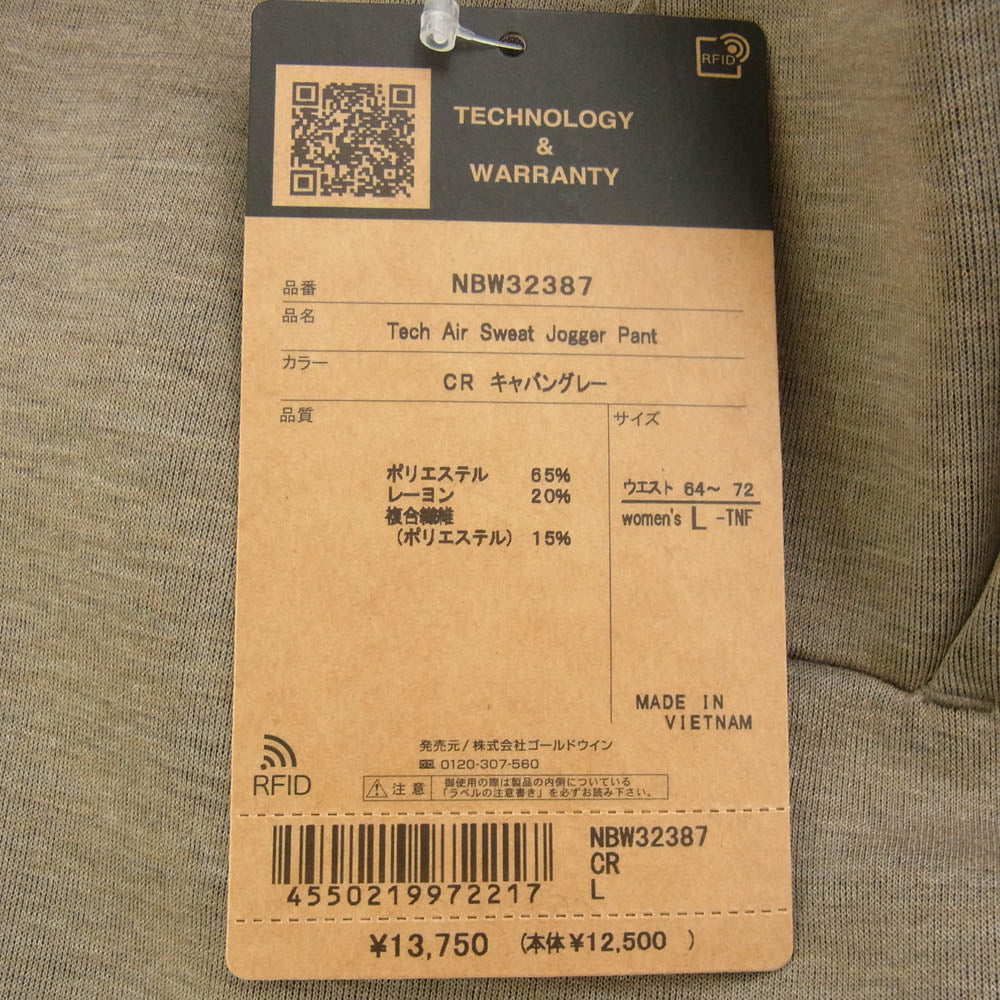 RFID
TECHNOLOGY
&
WARRANTY
品番 NBW32387
品名 Tech Air Sweat Jogger Pant
カラー CR キャバングレー
品質
ポリエステル 65%
レーヨン 20%
複合繊維
(ポリエステル) 15%
サイズ
ウエスト 64〜 72
women's L -TNF
MADE IN
VIETNAM
発売元/株式会社ゴールドウイン
0120-307-560
RFID
注意 御使用の際は製品の内側についている
「ラベルの注意書き」を必ずお読み下さい。
4550219972217
NBW32387
CR
L
¥13,750 (本体¥12,500 )